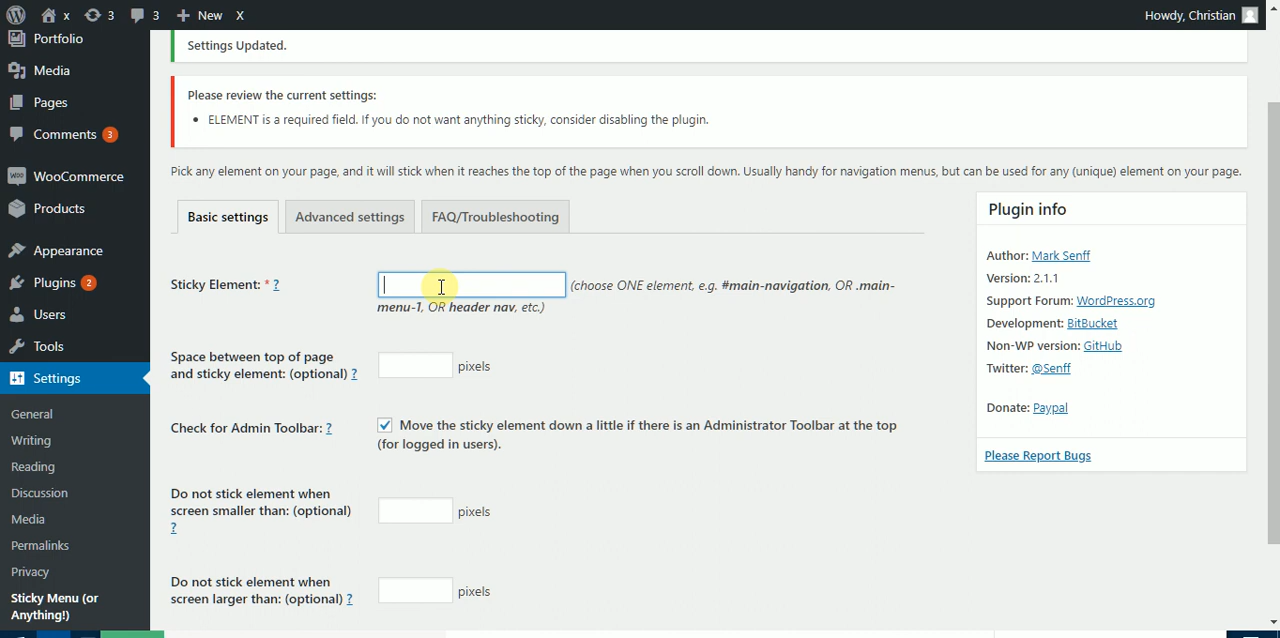 x 3 3 New X Howdy, Christian
Portfolio
Media
Pages
Comments 3
WooCommerce
Products
Appearance
Plugins 2
Users
Tools
Settings
General
Writing
Reading
Discussion
Media
Permalinks
Privacy
Sticky Menu (or
Anything!)
Settings Updated.
Please review the current settings:
• ELEMENT is a required field. If you do not want anything sticky, consider disabling the plugin.
Pick any element on your page, and it will stick when it reaches the top of the page when you scroll down. Usually handy for navigation menus, but can be used for any (unique) element on your page.
Basic settings Advanced settings FAQ/Troubleshooting
Sticky Element: * ? (choose ONE element, e.g. #main-navigation, OR .main-
menu-1, OR header nav, etc.)
Space between top of page
and sticky element: (optional) ? pixels
Check for Admin Toolbar: ? Move the sticky element down a little if there is an Administrator Toolbar at the top
(for logged in users).
Do not stick element when
screen smaller than: (optional) pixels
?
Do not stick element when
screen larger than: (optional) ? pixels
Plugin info
Author: Mark Senff
Version: 2.1.1
Support Forum: WordPress.org
Development: BitBucket
Non-WP version: GitHub
Twitter: @Senff
Donate: Paypal
Please Report Bugs